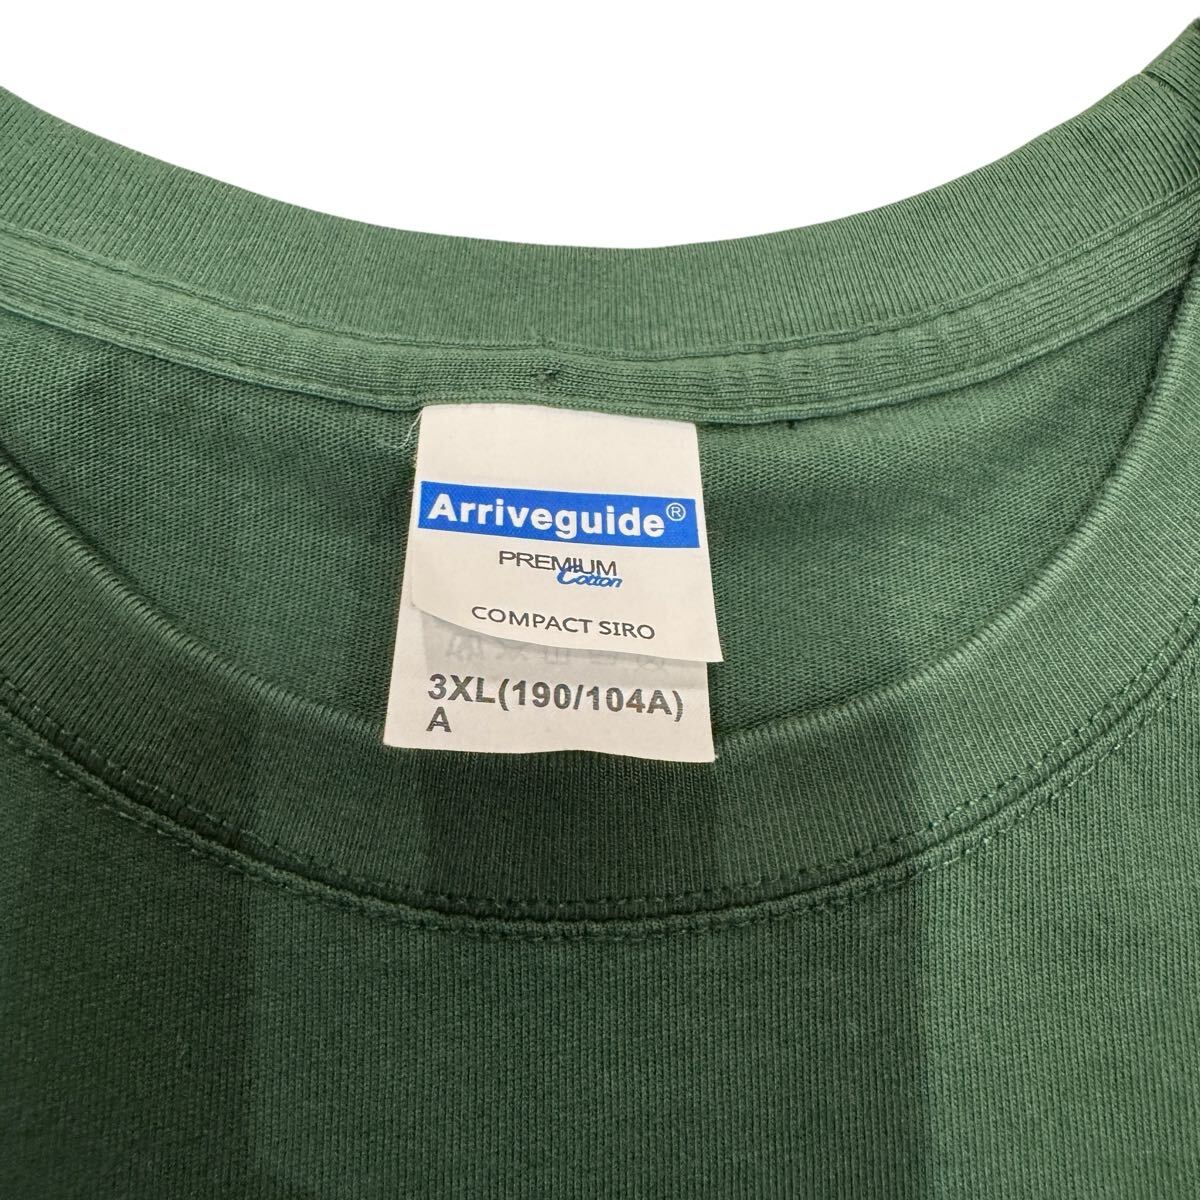 Arriveguide®
PREMIUM
Cotton
COMPACT SIRO
3XL(190/104A)
A